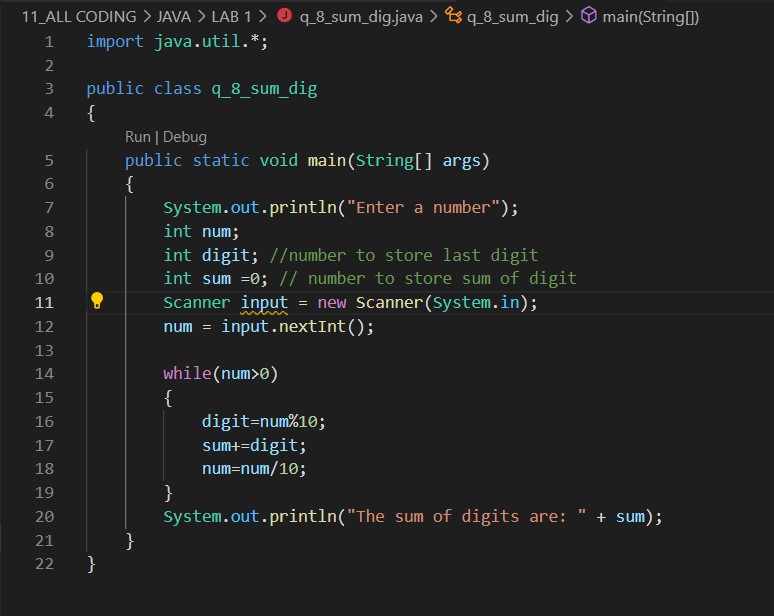 11_ALL CODING > JAVA > LAB 1 > J q_8_sum_dig.java > q_8_sum_dig > main(String[])
1 import java.util.*;
2
3 public class q_8_sum_dig
4 {
Run | Debug
5 public static void main(String[] args)
6 {
7 System.out.println("Enter a number");
8 int num;
9 int digit; //number to store last digit
10 int sum =0; // number to store sum of digit
11 Scanner input = new Scanner(System.in);
12 num = input.nextInt();
13
14 while(num>0)
15 {
16 digit=num%10;
17 sum+=digit;
18 num=num/10;
19 }
20 System.out.println("The sum of digits are: " + sum);
21 }
22 }